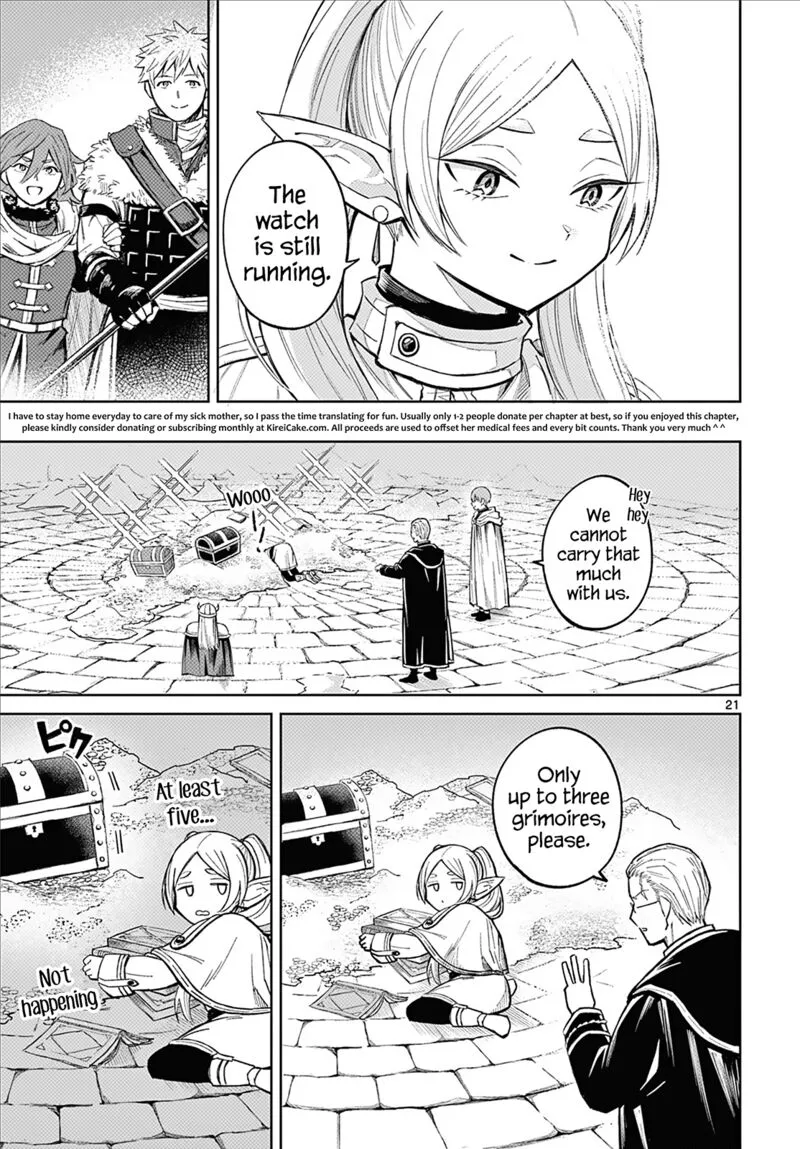 The
watch
is still
running.
I have to stay home everyday to care of my sick mother, so I pass the time translating for fun. Usually only 1-2 people donate per chapter at best, so if you enjoyed this chapter,
please kindly consider donating or subscribing monthly at KireiCake.com. All proceeds are used to offset her medical fees and every bit counts. Thank you very much ^ ^
Hey
hey
We
cannot
carry that
much
with us.
WOOO
21
Only
up to three
grimoires,
please.
ピク
At least
five...
Not
happening